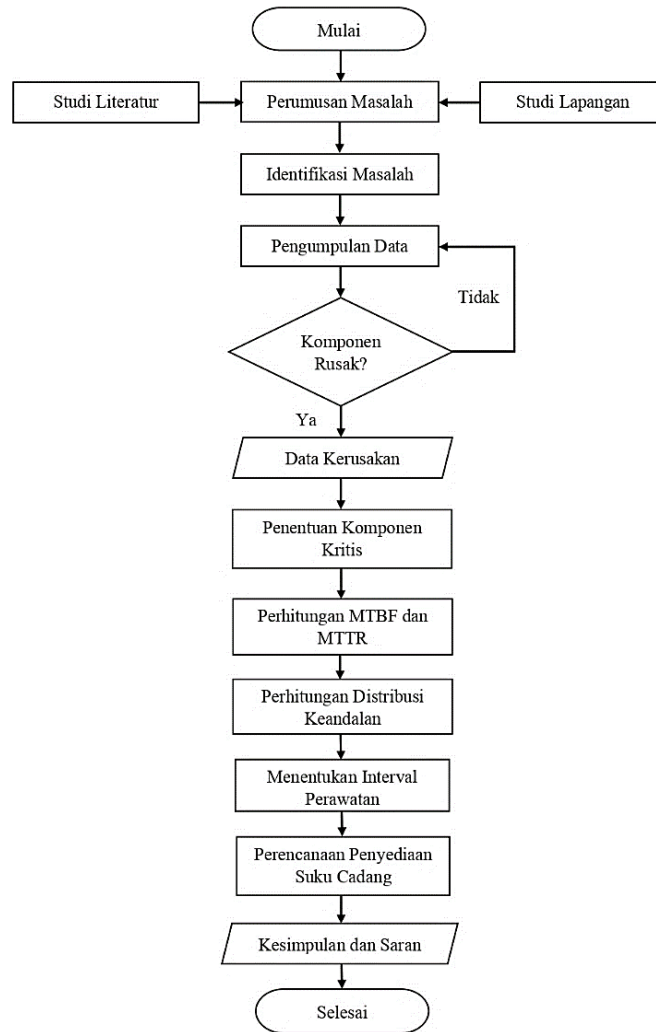 Mulai
Studi Literatur
Perumusan Masalah
Studi Lapangan
Identifikasi Masalah
Pengumpulan Data
Tidak
Komponen
Rusak?
Ya
Data Kerusakan
Penentuan Komponen
Kritis
Perhitungan MTBF dan
MTTR
Perhitungan Distribusi
Keandalan
Menentukan Interval
Perawatan
Perencanaan Penyediaan
Suku Cadang
Kesimpulan dan Saran
Selesai